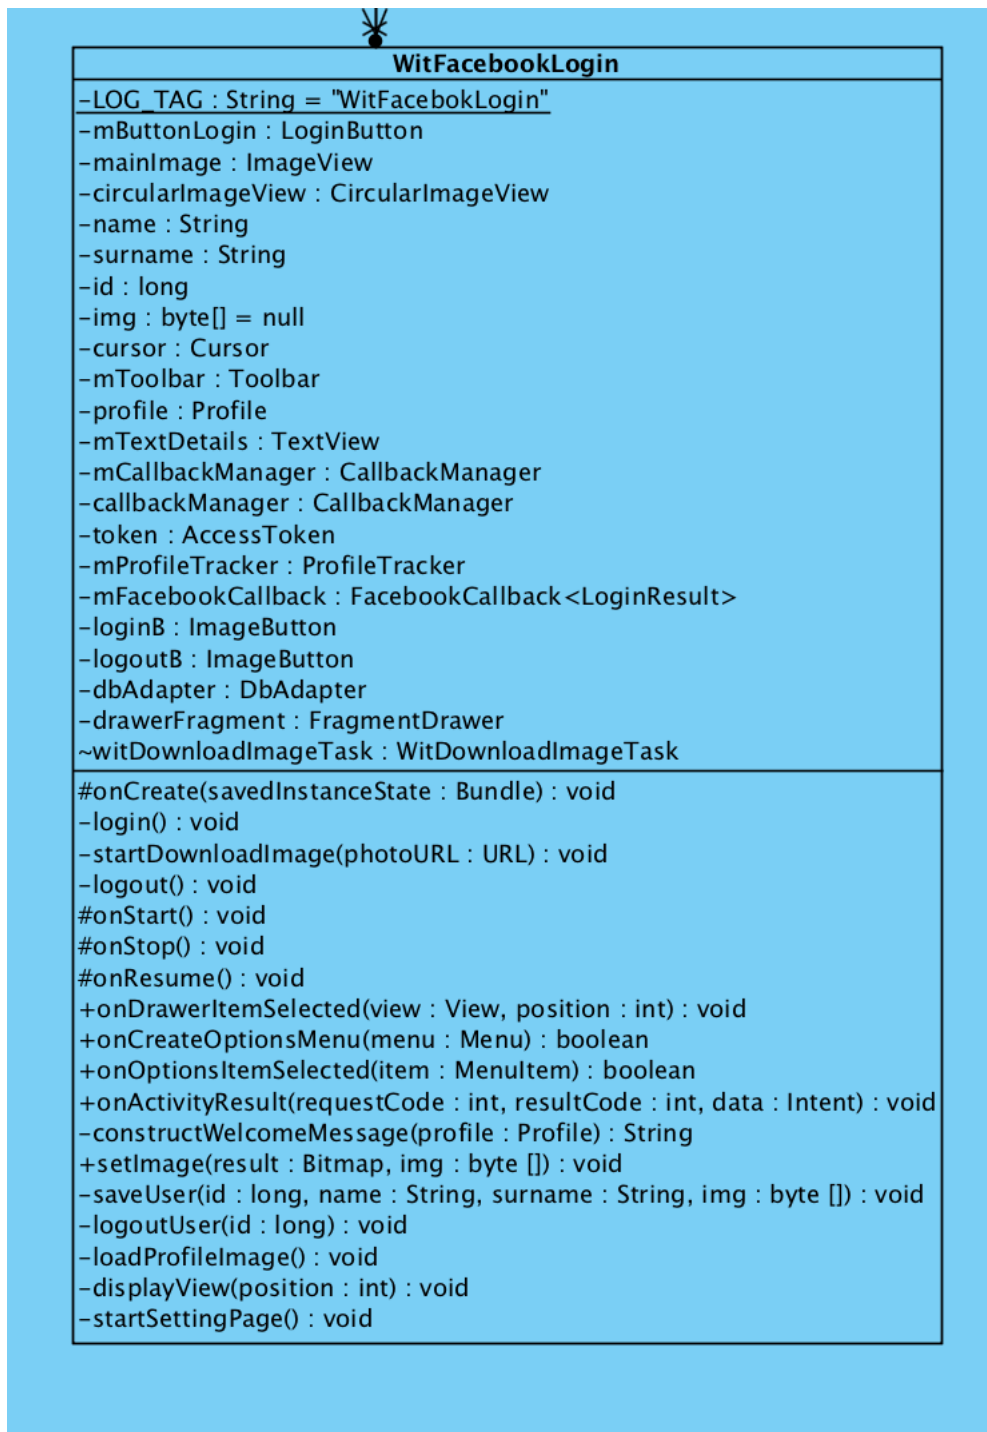 WitFacebookLogin
-LOG_TAG : String = "WitFacebokLogin"
-mButtonLogin : LoginButton
-mainImage : ImageView
-circularImageView : CircularImageView
-name : String
-surname : String
-id : long
-img : byte[] = null
-cursor : Cursor
-mToolbar : Toolbar
-profile : Profile
-mTextDetails : TextView
-mCallbackManager : CallbackManager
-callbackManager : CallbackManager
-token : AccessToken
-mProfileTracker : ProfileTracker
-mFacebookCallback : FacebookCallback<LoginResult>
-loginB : ImageButton
-logoutB : ImageButton
-dbAdapter : DbAdapter
-drawerFragment : FragmentDrawer
~witDownloadImageTask : WitDownloadImageTask
#onCreate(savedInstanceState : Bundle) : void
-login() : void
-startDownloadImage(photoURL : URL) : void
-logout() : void
#onStart() : void
#onStop() : void
#onResume() : void
+onDrawerItemSelected(view : View, position : int) : void
+onCreateOptionsMenu(menu : Menu) : boolean
+onOptionsItemSelected(item : MenuItem) : boolean
+onActivityResult(requestCode : int, resultCode : int, data : Intent) : void
-constructWelcomeMessage(profile : Profile) : String
+setImage(result : Bitmap, img : byte []) : void
-saveUser(id : long, name : String, surname : String, img : byte []) : void
-logoutUser(id : long) : void
-loadProfileImage() : void
-displayView(position : int) : void
-startSettingPage() : void